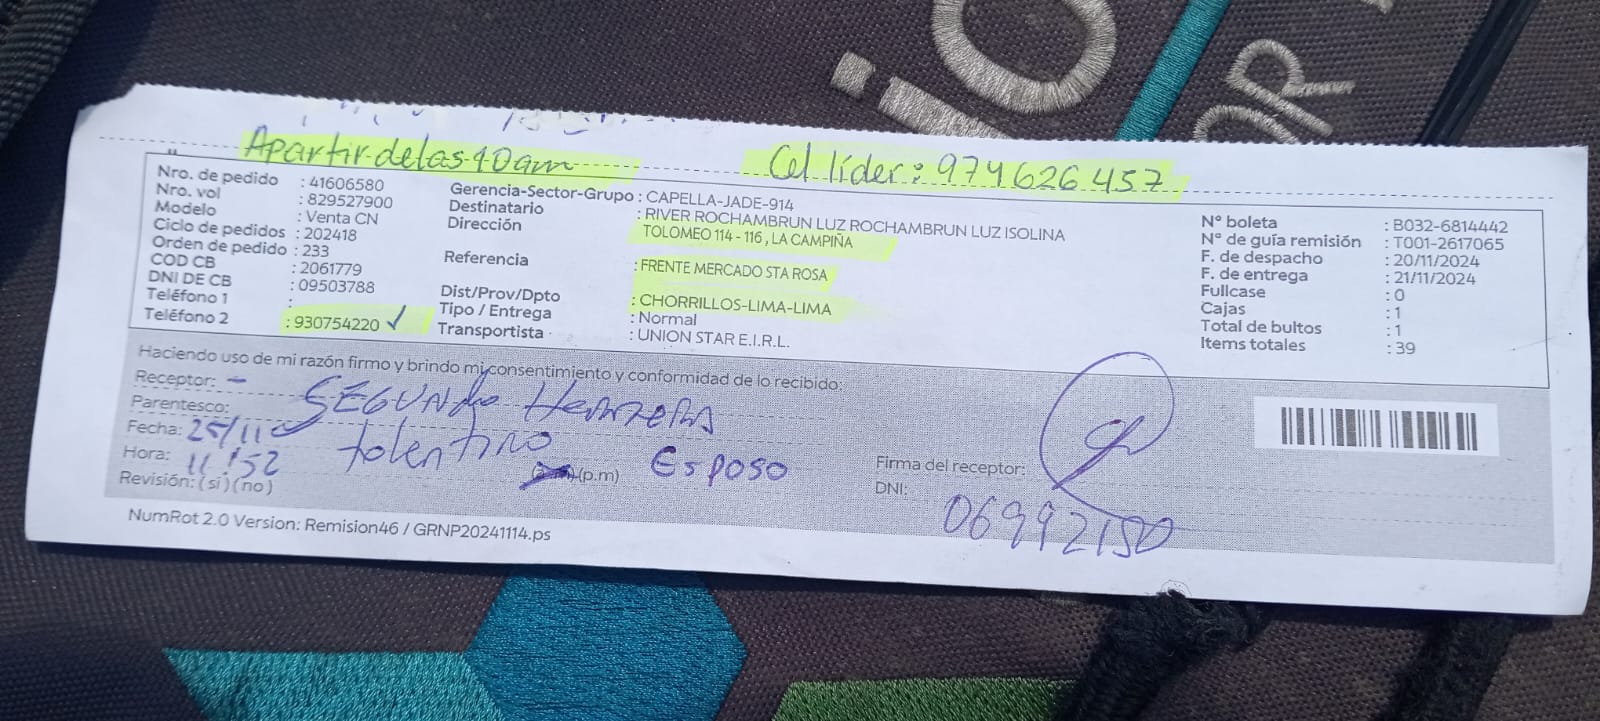 Apartir de las 10am
Cel líder: 974626457
Nro. de pedido : 41606580
Nro. vol : 829527900
Modelo : Venta CN
Ciclo de pedidos : 202418
Orden de pedido : 233
COD CB : 2061779
DNI DE CB : 09503788
Teléfono 1 :
Teléfono 2 : 930754220 ✓
Gerencia-Sector-Grupo : CAPELLA-JADE-914
Destinatario : RIVER ROCHAMBRUN LUZ ROCHAMBRUN LUZ ISOLINA
Dirección TOLOMEO 114 - 116 , LA CAMPIÑA
Referencia : FRENTE MERCADO STA ROSA
Dist/Prov/Dpto : CHORRILLOS-LIMA-LIMA
Tipo / Entrega : Normal
Transportista : UNION STAR E.I.R.L.
N° boleta : B032-6814442
N° de guía remisión : T001-2617065
F. de despacho : 20/11/2024
F. de entrega : 21/11/2024
Fullcase : 0
Cajas : 1
Total de bultos : 1
Items totales : 39
Haciendo uso de mi razón firmo y brindo mi consentimiento y conformidad de lo recibido:
Receptor: - SEGUNDO HERRERA
Parentesco: tolentino Esposo
Fecha: 25/11
Hora: 11:52 (p.m)
Revisión: (si) (no)
Firma del receptor:
DNI: 06992150
NumRot 2.0 Version: Remision46 / GRNP20241114.ps
OR